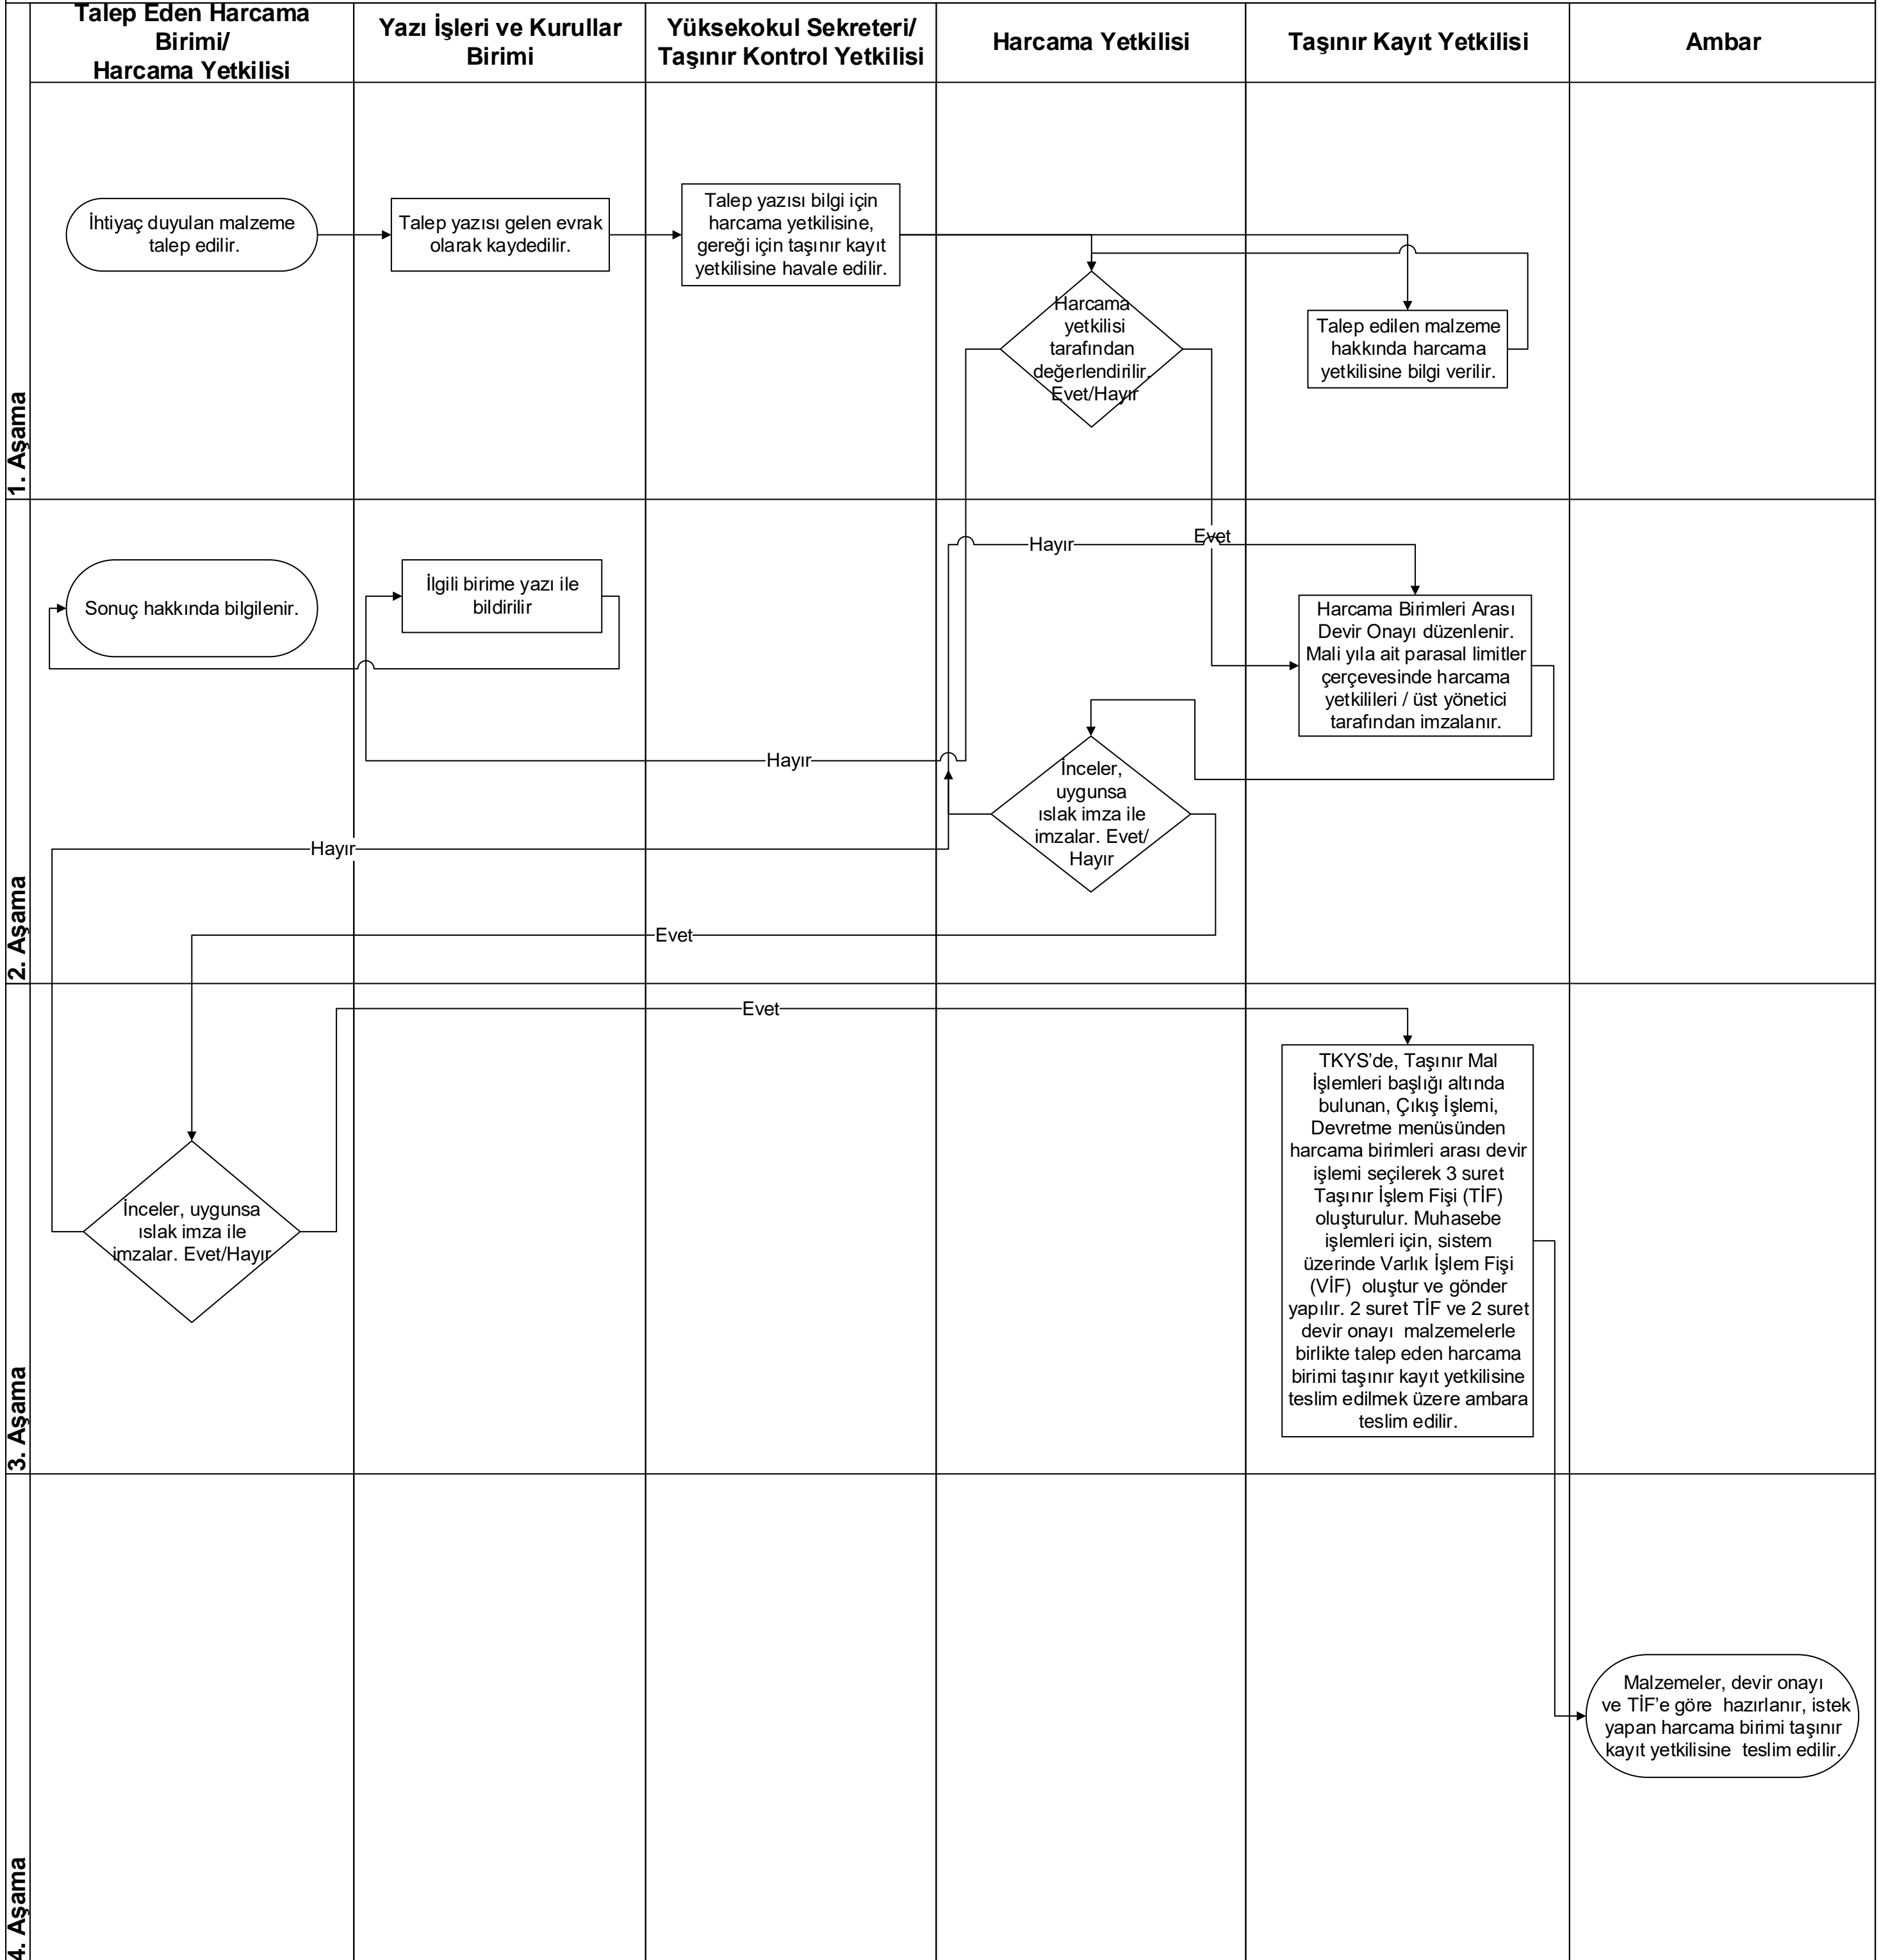 Talep Eden Harcama
Birimi/
Harcama Yetkilisi
Yazı İşleri ve Kurullar
Birimi
Yüksekokul Sekreteri/
Taşınır Kontrol Yetkilisi
Harcama Yetkilisi
Taşınır Kayıt Yetkilisi
Ambar
1. Aşama
İhtiyaç duyulan malzeme
talep edilir.
Talep yazısı gelen evrak
olarak kaydedilir.
Talep yazısı bilgi için
harcama yetkilisine,
gereği için taşınır kayıt
yetkilisine havale edilir.
Harcama
yetkilisi
tarafından
değerlendirilir.
Evet/Hayır
Talep edilen malzeme
hakkında harcama
yetkilisine bilgi verilir.
2. Aşama
Sonuç hakkında bilgilenir.
İlgili birime yazı ile
bildirilir
Hayır
Evet
Harcama Birimleri Arası
Devir Onayı düzenlenir.
Mali yıla ait parasal limitler
çerçevesinde harcama
yetkilileri / üst yönetici
tarafından imzalanır.
Hayır
İnceler,
uygunsa
ıslak imza ile
imzalar. Evet/
Hayır
Hayır
Evet
3. Aşama
Evet
İnceler, uygunsa
ıslak imza ile
imzalar. Evet/Hayır
TKYS’de, Taşınır Mal
İşlemleri başlığı altında
bulunan, Çıkış İşlemi,
Devretme menüsünden
harcama birimleri arası devir
işlemi seçilerek 3 suret
Taşınır İşlem Fişi (TİF)
oluşturulur. Muhasebe
işlemleri için, sistem
üzerinde Varlık İşlem Fişi
(VİF)  oluştur ve gönder
yapılır. 2 suret TİF ve 2 suret
devir onayı  malzemelerle
birlikte talep eden harcama
birimi taşınır kayıt yetkilisine
teslim edilmek üzere ambara
teslim edilir.
4. Aşama
Malzemeler, devir onayı
ve TİF’e göre  hazırlanır, istek
yapan harcama birimi taşınır
kayıt yetkilisine  teslim edilir.